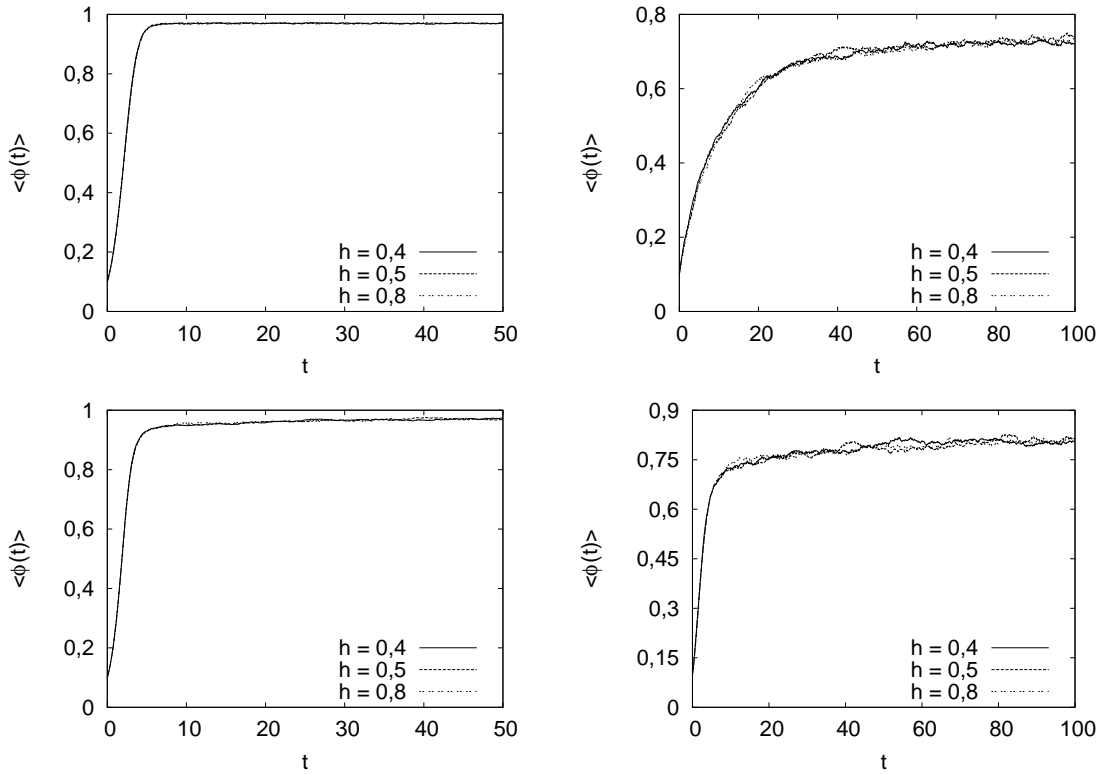 <ϕ(t)>
1
0,8
0,6
0,4
0,2
0
0 10 20 30 40 50
t
h = 0,4
h = 0,5
h = 0,8
<ϕ(t)>
0,8
0,6
0,4
0,2
0
0 20 40 60 80 100
t
h = 0,4
h = 0,5
h = 0,8
<ϕ(t)>
1
0,8
0,6
0,4
0,2
0
0 10 20 30 40 50
t
h = 0,4
h = 0,5
h = 0,8
<ϕ(t)>
0,9
0,75
0,6
0,45
0,3
0,15
0
0 20 40 60 80 100
t
h = 0,4
h = 0,5
h = 0,8